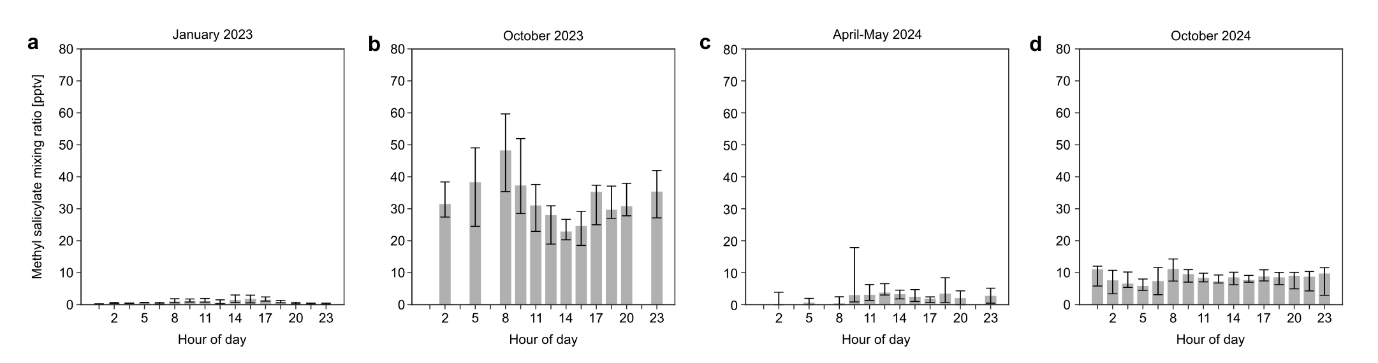 a January 2023
b October 2023
c April-May 2024
d October 2024
Methyl salicylate mixing ratio [pptv]
80 80 80 80
70 70 70 70
60 60 60 60
50 50 50 50
40 40 40 40
30 30 30 30
20 20 20 20
10 10 10 10
0 0 0 0
2 5 8 11 14 17 20 23 2 5 8 11 14 17 20 23 2 5 8 11 14 17 20 23 2 5 8 11 14 17 20 23
Hour of day Hour of day Hour of day Hour of day